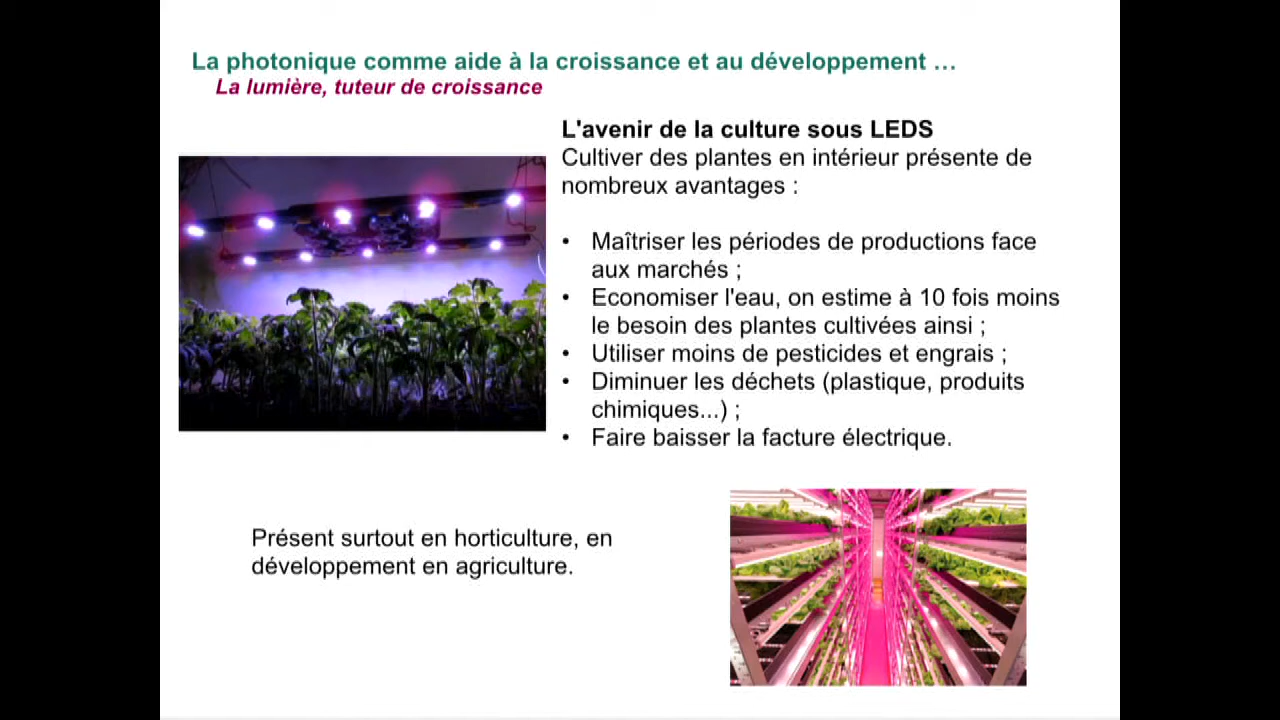 La photonique comme aide à la croissance et au développement …
La lumière, tuteur de croissance
L'avenir de la culture sous LEDS
Cultiver des plantes en intérieur présente de
nombreux avantages :
• Maîtriser les périodes de productions face
aux marchés ;
• Economiser l'eau, on estime à 10 fois moins
le besoin des plantes cultivées ainsi ;
• Utiliser moins de pesticides et engrais ;
• Diminuer les déchets (plastique, produits
chimiques...) ;
• Faire baisser la facture électrique.
Présent surtout en horticulture, en
développement en agriculture.